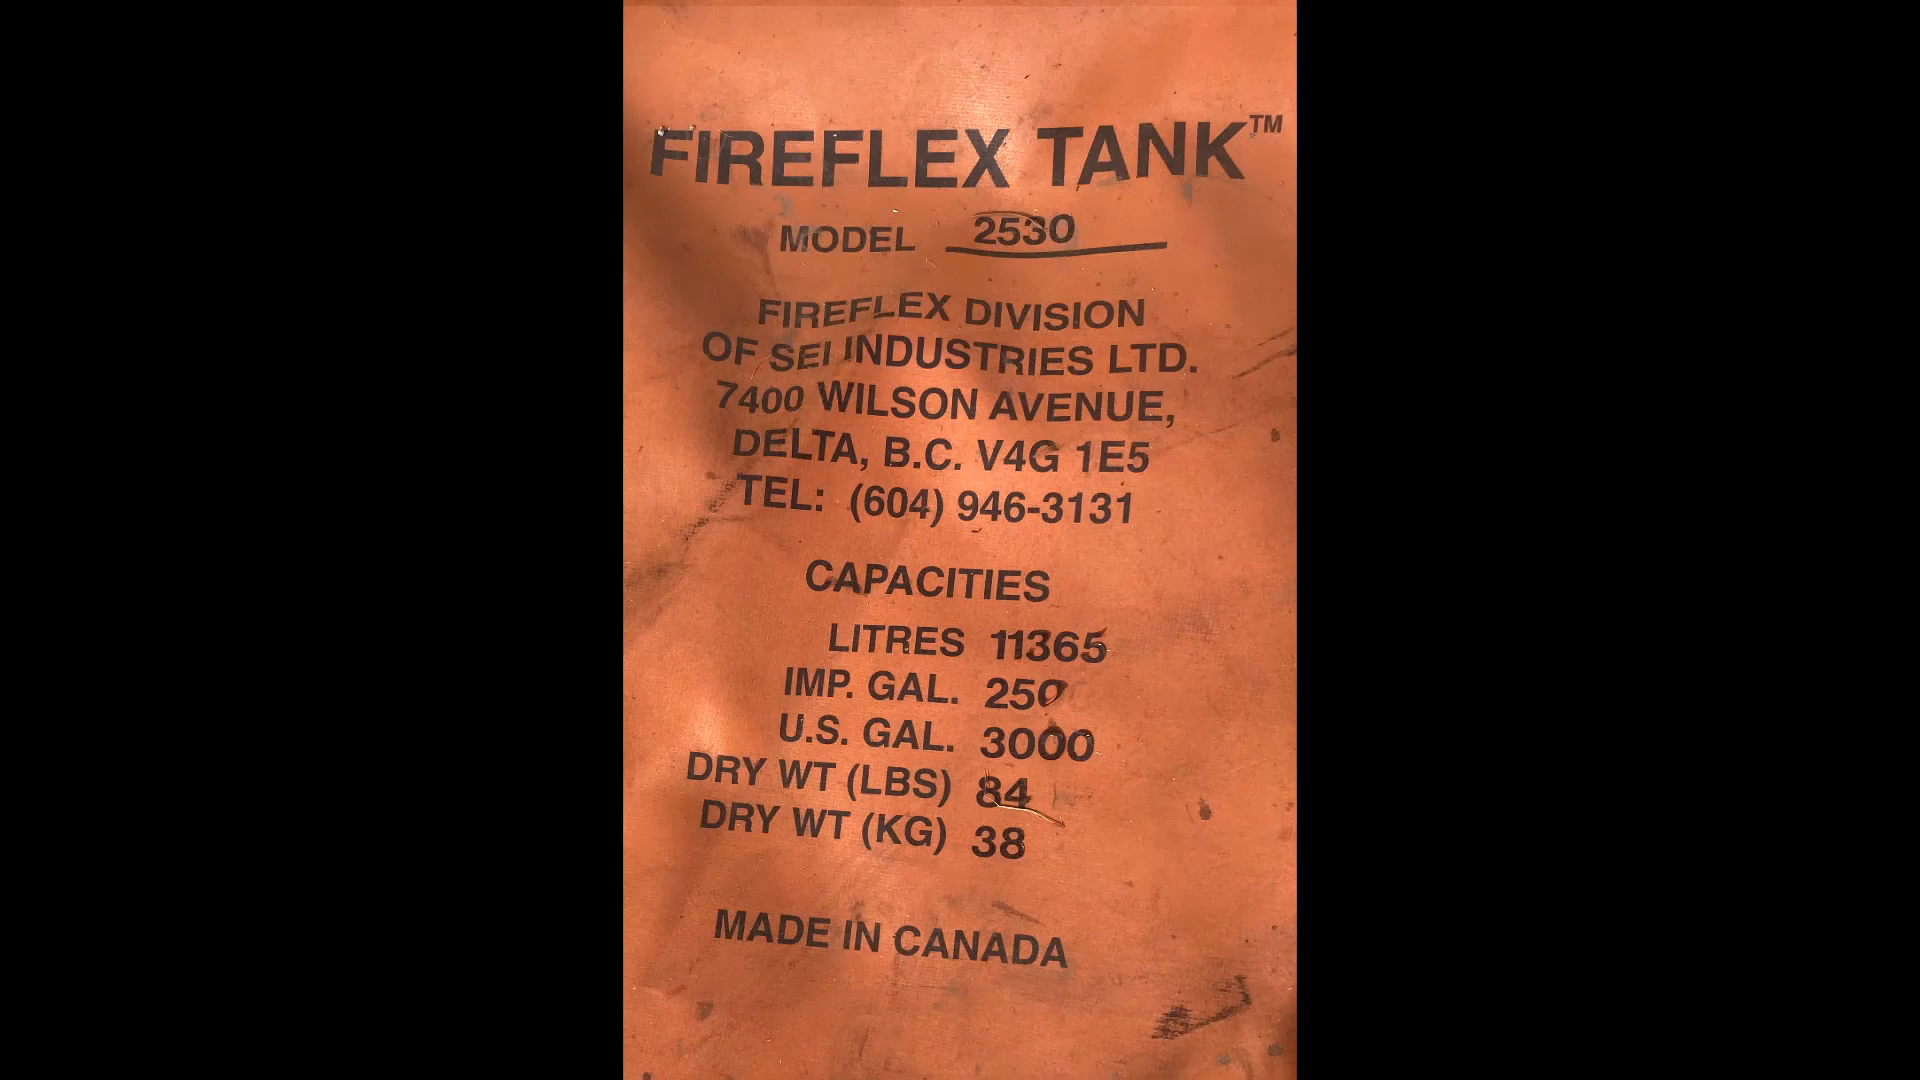 FIREFLEX TANK™
MODEL 2530
FIREFLEX DIVISION
OF SEI INDUSTRIES LTD.
7400 WILSON AVENUE,
DELTA, B.C. V4G 1E5
TEL: (604) 946-3131
CAPACITIES
LITRES 11365
IMP. GAL.
U.S. GAL. 3000
DRY WT (LBS) 84
DRY WT (KG) 38
MADE IN CANADA